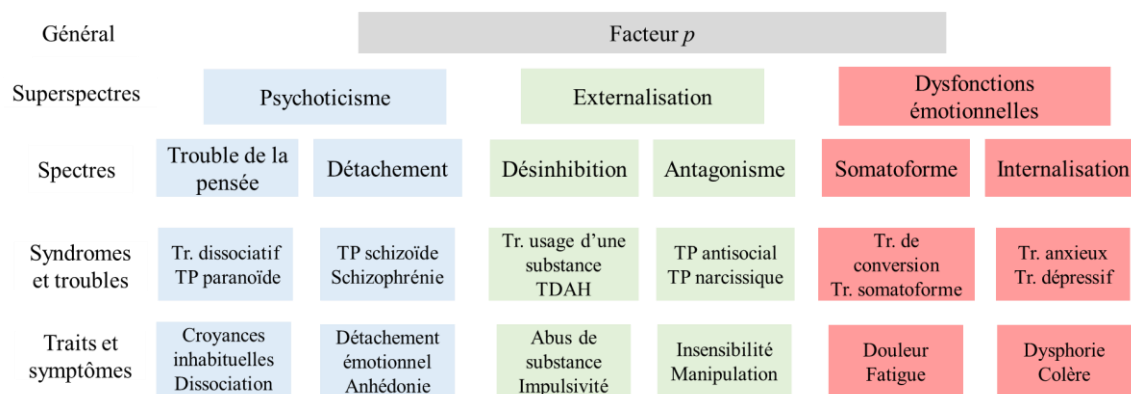 Général
Facteur p
Superspectres
Psychoticisme
Externalisation
Dysfonctions
émotionnelles
Spectres
Trouble de la
pensée
Détachement
Désinhibition
Antagonisme
Somatoforme
Internalisation
Syndromes
et troubles
Tr. dissociatif
TP paranoïde
TP schizoïde
Schizophrénie
Tr. usage d’une
substance
TDAH
TP antisocial
TP narcissique
Tr. de
conversion
Tr. somatoforme
Tr. anxieux
Tr. dépressif
Traits et
symptômes
Croyances
inhabituelles
Dissociation
Détachement
émotionnel
Anhédonie
Abus de
substance
Impulsivité
Insensibilité
Manipulation
Douleur
Fatigue
Dysphorie
Colère